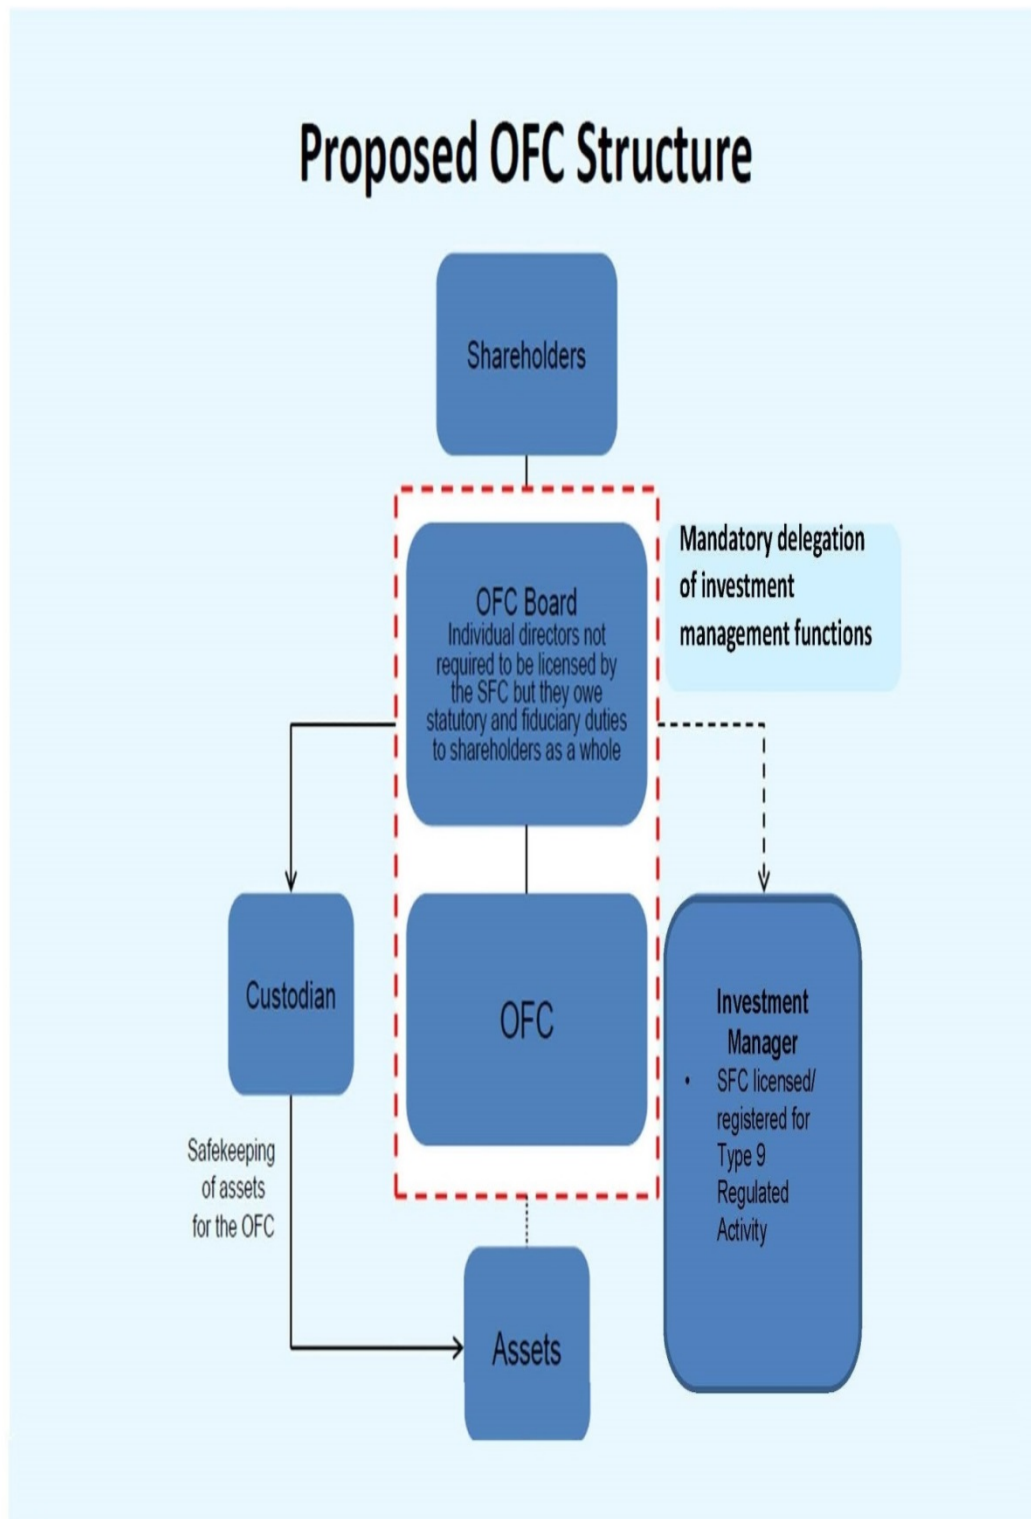 Proposed OFC Structure
Shareholders
OFC Board
Individual directors not
required to be licensed by
the SFC but they owe
statutory and fiduciary duties
to shareholders as a whole
Mandatory delegation
of investment
management functions
Custodian
OFC
Investment
Manager
• SFC licensed/
registered for
Type 9
Regulated
Activity
Safekeeping
of assets
for the OFC
Assets